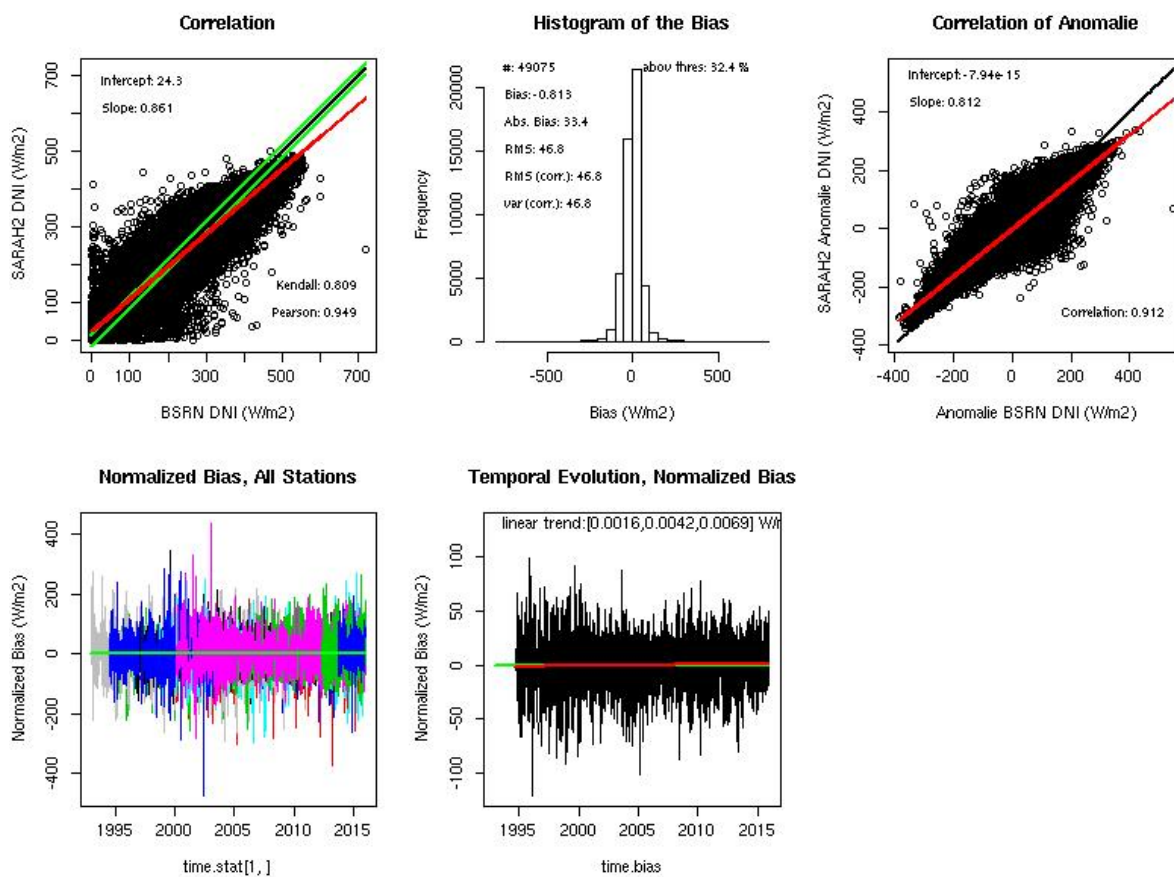 Correlation
Intercept: 24.3
Slope: 0.861
Kendall: 0.809
Pearson: 0.949
SARAH2 DNI (W/m2)
0
100
300
500
700
0 100 300 500 700
BSRN DNI (W/m2)
Histogram of the Bias
#: 49075
abov thres: 32.4 %
Bias: -0.813
Abs. Bias: 33.4
RMS: 46.8
RMS (corr.): 46.8
var (corr.): 46.8
Frequency
0
5000
10000
15000
20000
-500 0 500
Bias (W/m2)
Correlation of Anomalie
Intercept: -7.94e-15
Slope: 0.812
Correlation: 0.912
SARAH2 Anomalie DNI (W/m2)
-400
-200
0
200
400
-400 -200 0 200 400
Anomalie BSRN DNI (W/m2)
Normalized Bias, All Stations
Normalized Bias (W/m2)
-400
-200
0
200
400
1995 2000 2005 2010 2015
time.stat[1, ]
Temporal Evolution, Normalized Bias
linear trend:[0.0016,0.0042,0.0069] W/r
Normalized Bias (W/m2)
-100
-50
0
50
100
1995 2000 2005 2010 2015
time.bias